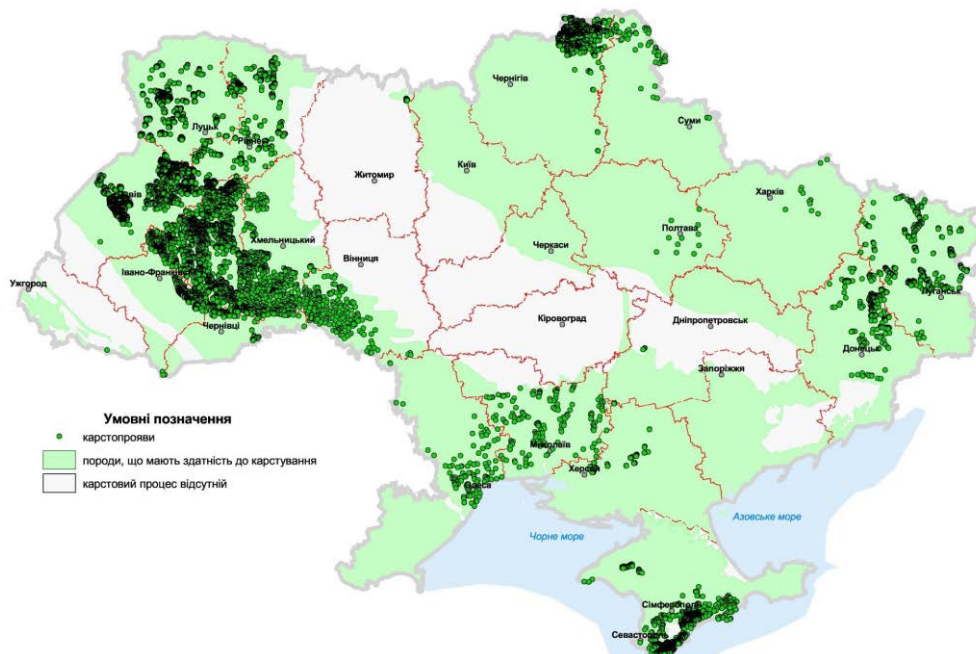 Чернігів
Суми
Луцьк
Рівне
Київ
Житомир
Харків
Львів
Полтава
Хмельницький
Черкаси
Вінниця
Івано-Франківськ
Ужгород
Луганськ
Кіровоград
Дніпропетровськ
Чернівці
Донецьк
Запоріжжя
Умовні позначення
карстопрояви
породи, що мають здатність до карстування
карстовий процес відсутній
Миколаїв
Херсон
Одеса
Азовське море
Чорне море
Сімферополь
Севастополь